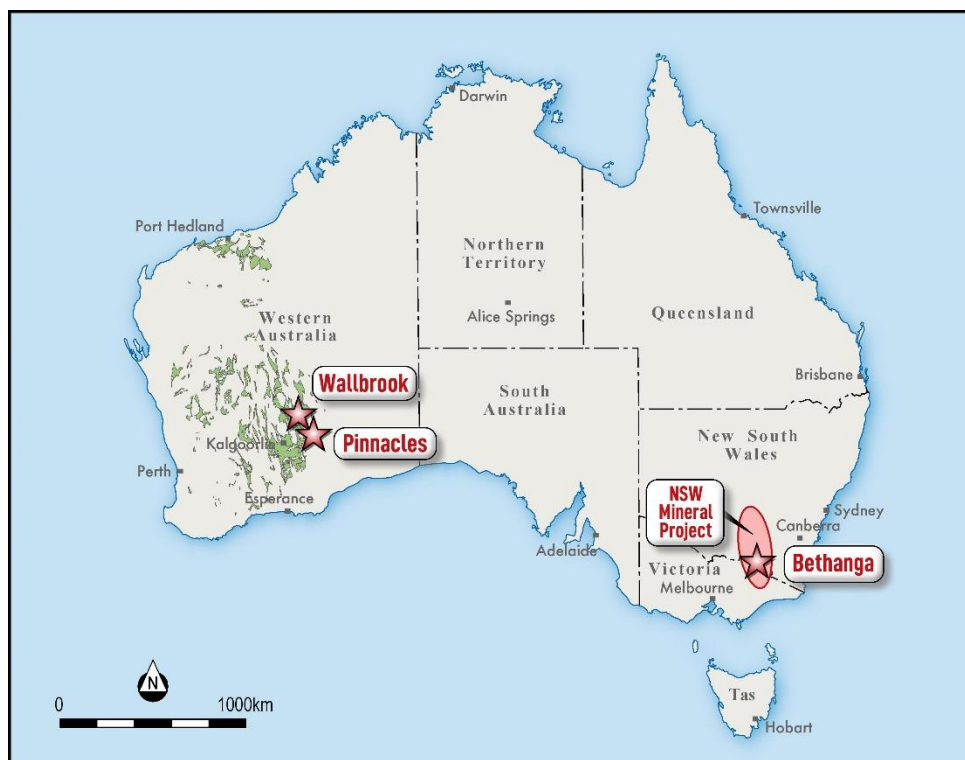 Darwin
Port Hedland
Northern
Territory
Townsville
Alice Springs
Queensland
Western
Australia
Wallbrook
South
Australia
Brisbane
Kalgoorlie
Pinnacles
New South
Wales
Perth
Esperance
NSW
Mineral
Project
Sydney
Canberra
Adelaide
Bethanga
Victoria
Melbourne
N
0
1000km
Tas
Hobart